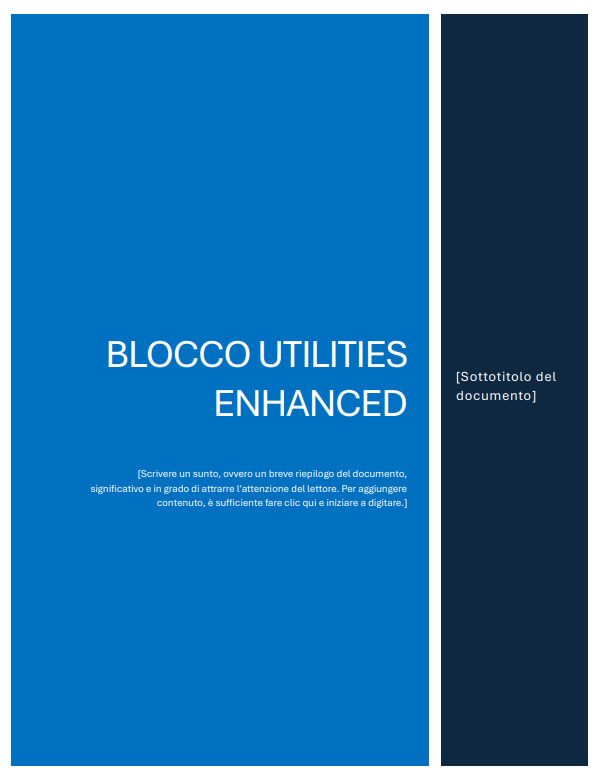 BLOCCO UTILITIES
ENHANCED
[Scrivere un sunto, ovvero un breve riepilogo del documento,
significativo e in grado di attrarre l'attenzione del lettore. Per aggiungere
contenuto, è sufficiente fare clic qui e iniziare a digitare.]
[Sottotitolo del
documento]